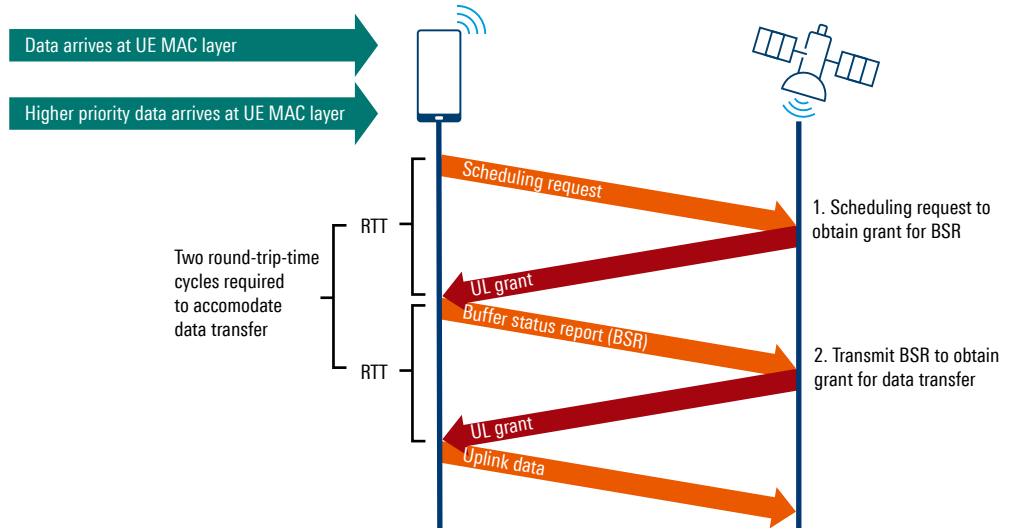 Data arrives at UE MAC layer
Higher priority data arrives at UE MAC layer
Scheduling request
1. Scheduling request to
obtain grant for BSR
RTT
Two round-trip-time
cycles required
to accomodate
data transfer
UL grant
Buffer status report (BSR)
2. Transmit BSR to obtain
grant for data transfer
RTT
UL grant
Uplink data